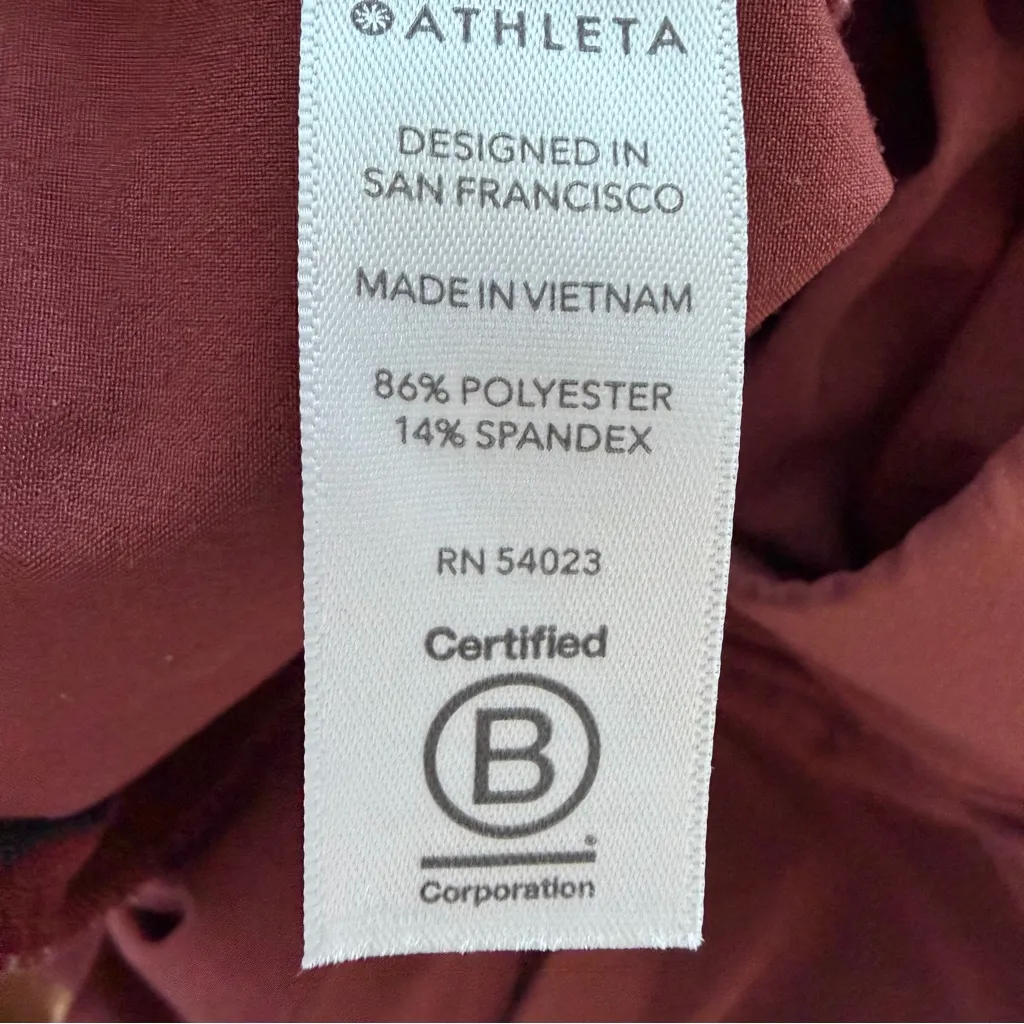 ATHLETA
DESIGNED IN
SAN FRANCISCO
MADE IN VIETNAM
86% POLYESTER
14% SPANDEX
RN 54023
Certified
B
Corporation